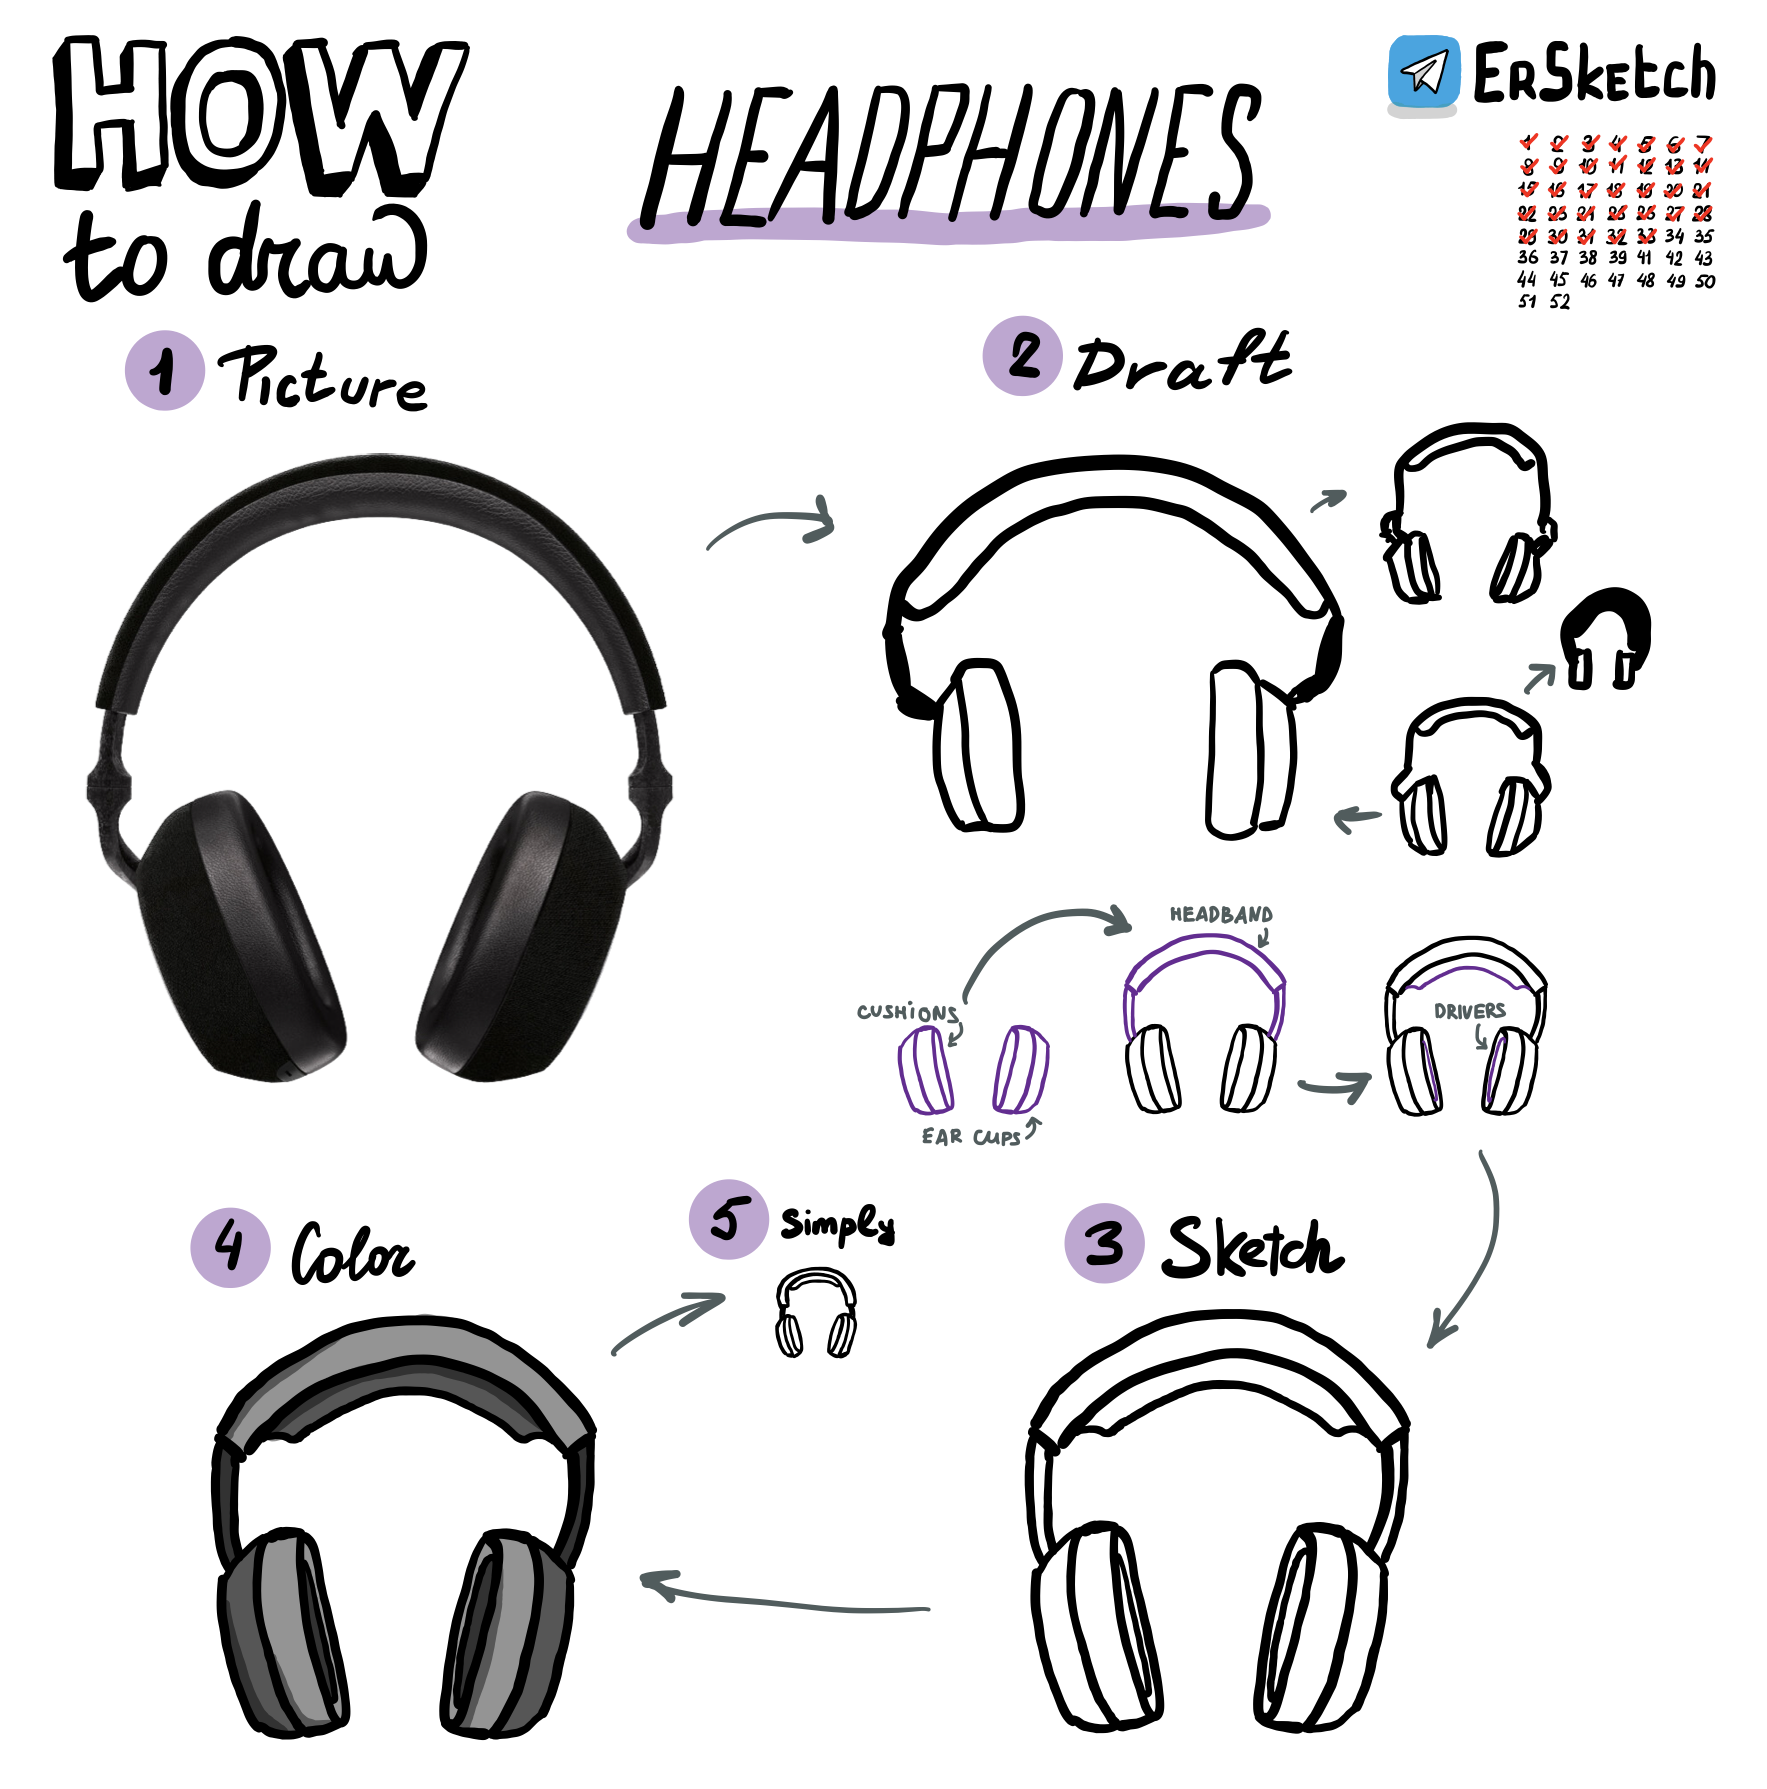 HOW
to draw
HEADPHONES
ErSketch
1 2 3 4 5 6 7
8 9 10 11 12 13 14
15 16 17 18 19 20 21
22 23 24 25 26 27 28
29 30 31 32 33 34 35
36 37 38 39 41 42 43
44 45 46 47 48 49 50
51 52
1 Picture
2 Draft
HEADBAND
CUSHIONS
DRIVERS
EAR CUPS
3 Sketch
4 Color
5 Simply